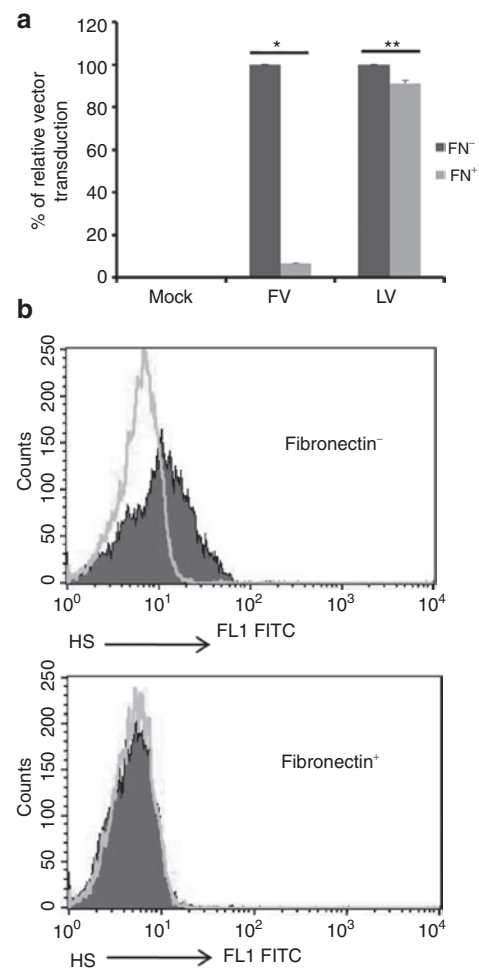 a
% of relative vector
transduction
120
100
80
60
40
20
0
*
**
FN⁻
FN⁺
Mock FV LV
b
Counts
250
200
150
100
50
0
Fibronectin⁻
10⁰ 10¹ 10² 10³ 10⁴
HS FL1 FITC
Counts
250
200
150
100
50
0
Fibronectin⁺
10⁰ 10¹ 10² 10³ 10⁴
HS FL1 FITC